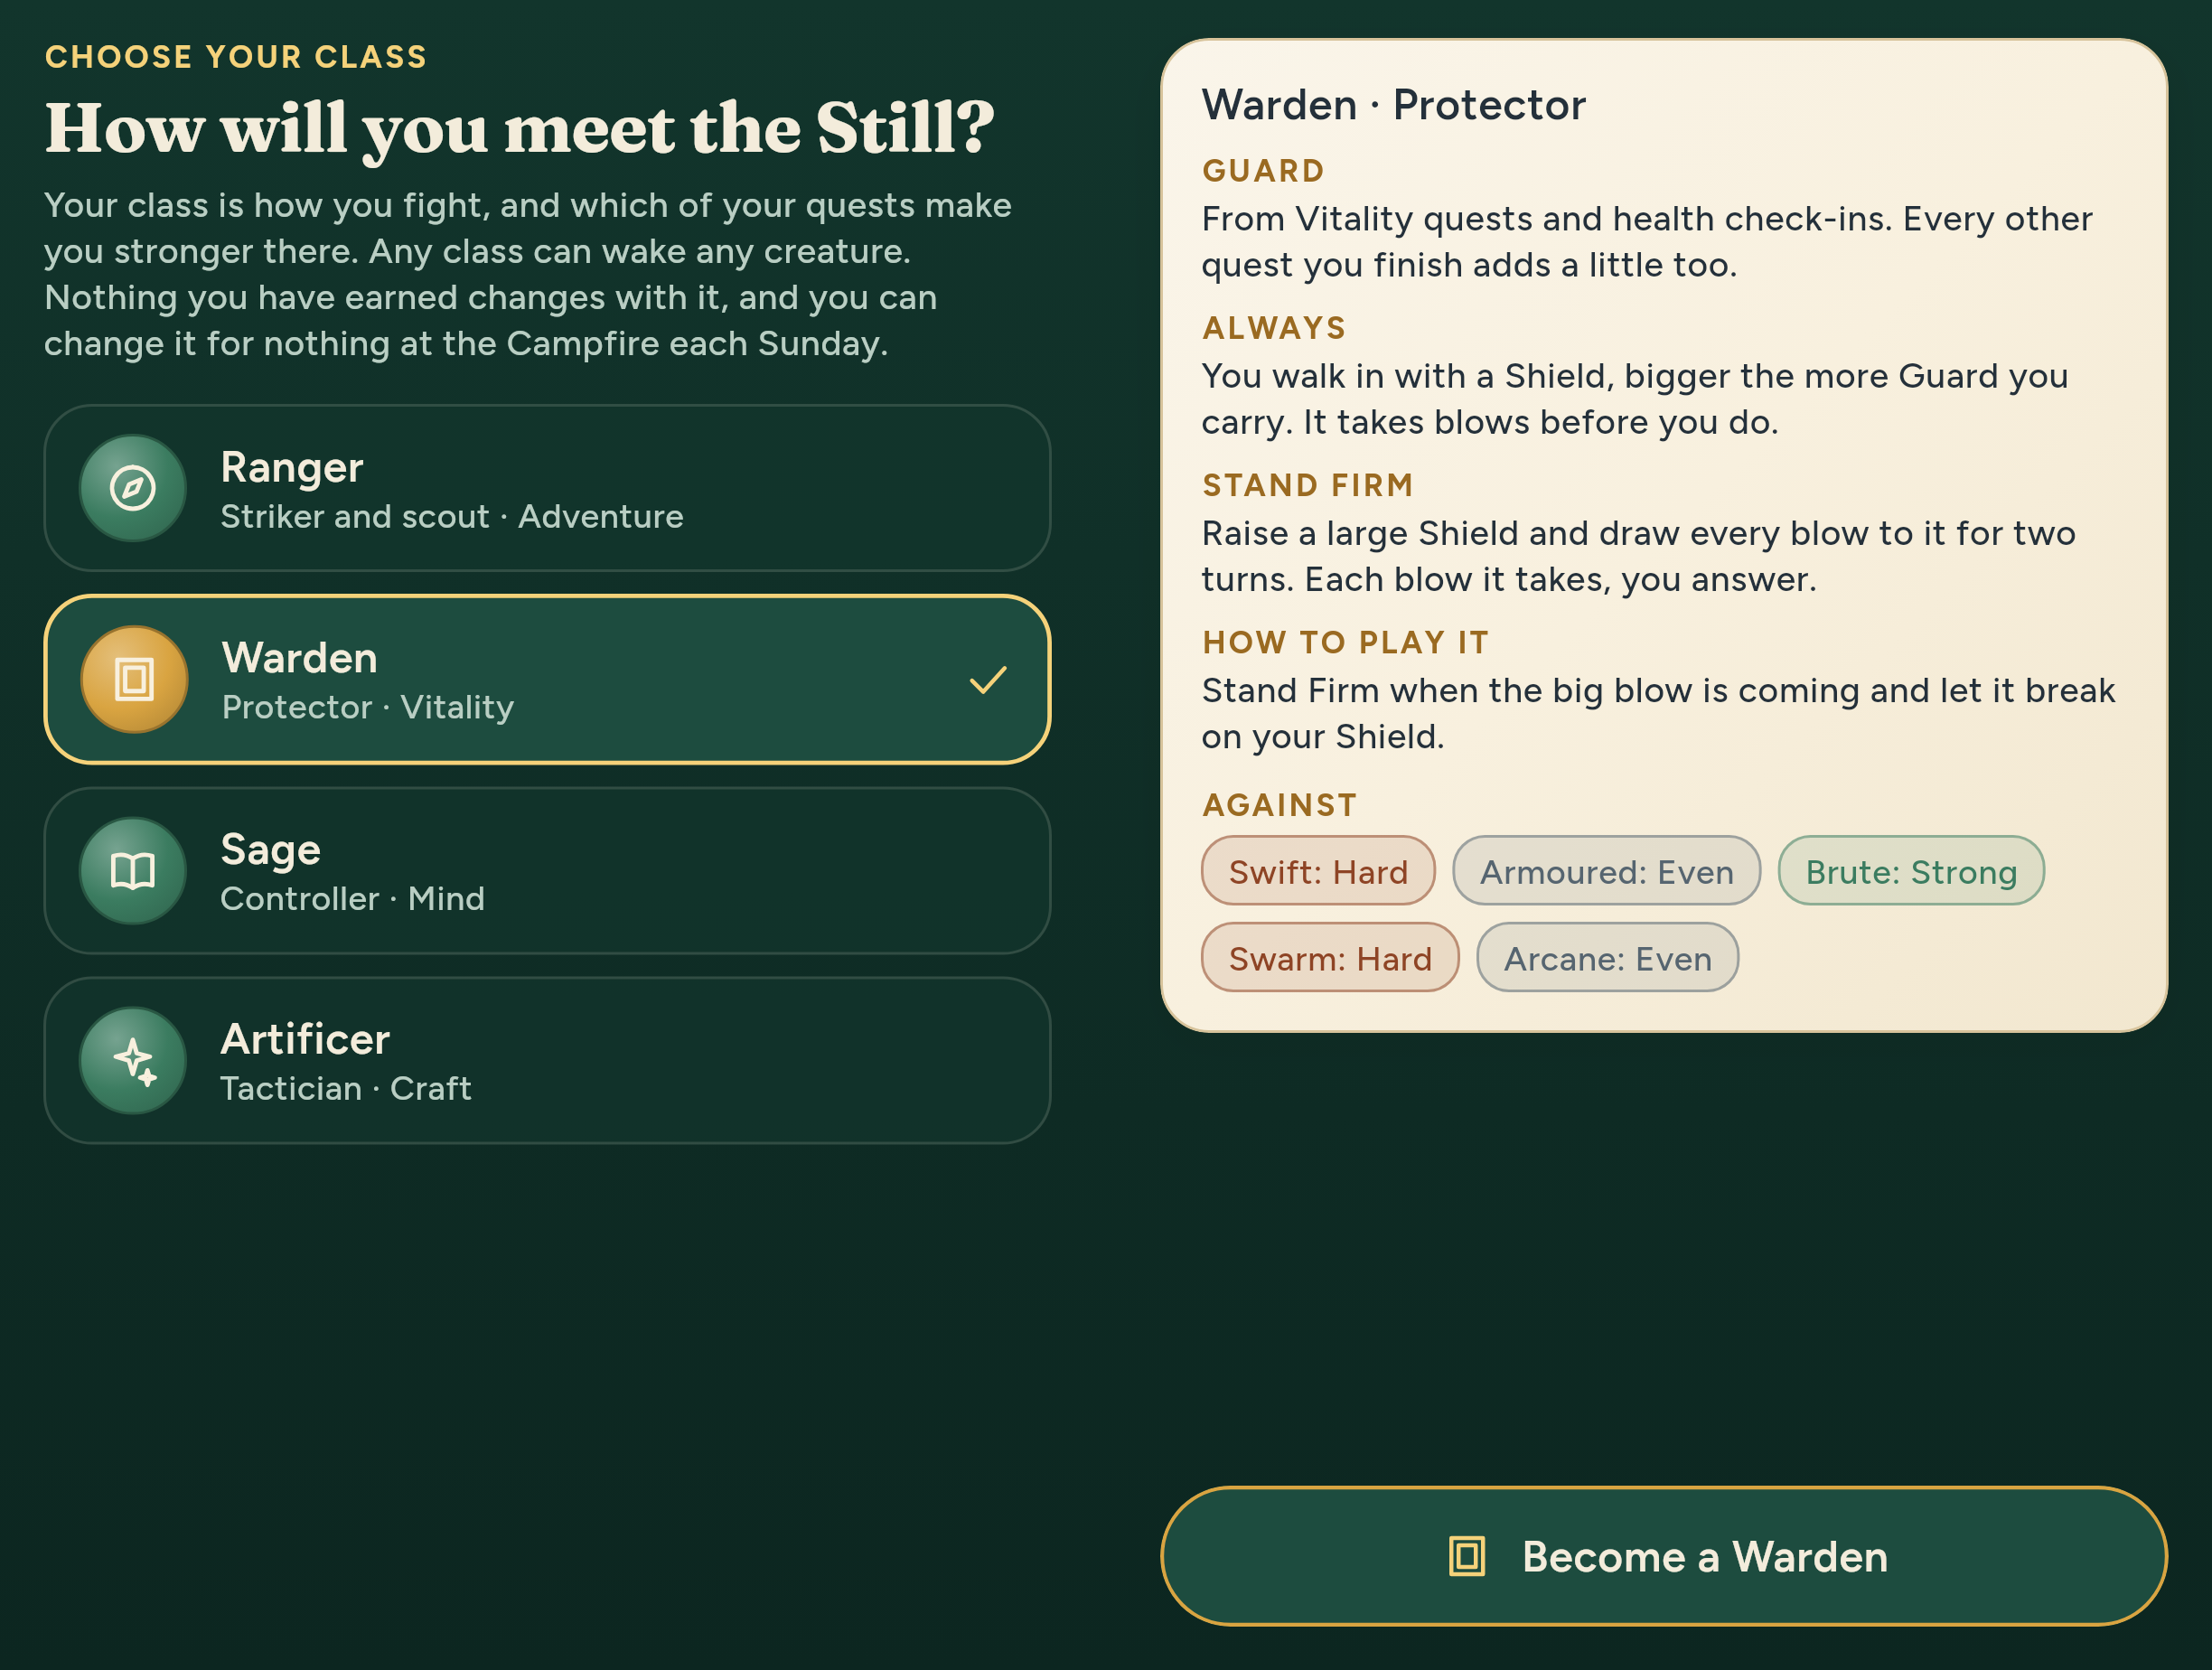 CHOOSE YOUR CLASS
How will you meet the Still?
Your class is how you fight, and which of your quests make
you stronger there. Any class can wake any creature.
Nothing you have earned changes with it, and you can
change it for nothing at the Campfire each Sunday.
Ranger
Striker and scout · Adventure
Warden
Protector · Vitality
Sage
Controller · Mind
Artificer
Tactician · Craft
Warden · Protector
GUARD
From Vitality quests and health check-ins. Every other
quest you finish adds a little too.
ALWAYS
You walk in with a Shield, bigger the more Guard you
carry. It takes blows before you do.
STAND FIRM
Raise a large Shield and draw every blow to it for two
turns. Each blow it takes, you answer.
HOW TO PLAY IT
Stand Firm when the big blow is coming and let it break
on your Shield.
AGAINST
Swift: Hard
Armoured: Even
Brute: Strong
Swarm: Hard
Arcane: Even
Become a Warden